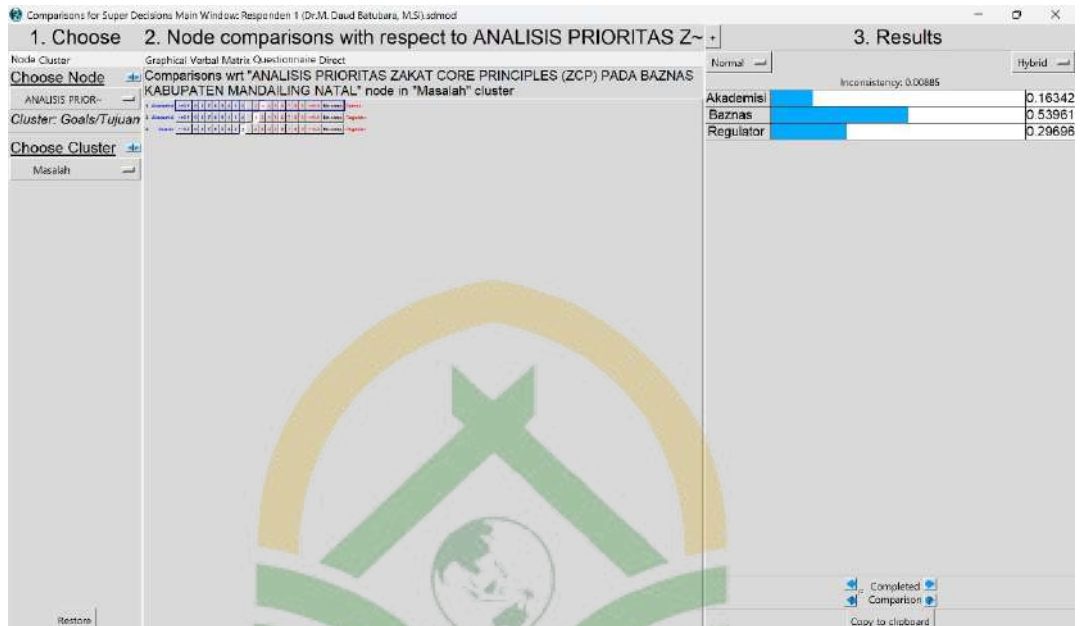 Comparisons for Super Decisions Main Window: Responden 1 (Dr.M. Daud Batubara, M.Si).sdmod
1. Choose
Node Cluster
Choose Node
ANALISIS PRIOR~
Cluster: Goals/Tujuan
Choose Cluster
Masalah
Restore
2. Node comparisons with respect to ANALISIS PRIORITAS Z~
Graphical Verbal Matrix Questionnaire Direct
Comparisons wrt "ANALISIS PRIORITAS ZAKAT CORE PRINCIPLES (ZCP) PADA BAZNAS
KABUPATEN MANDAILING NATAL" node in "Masalah" cluster
+
3. Results
Normal
Hybrid
Inconsistency: 0.00885
Akademisi 0.16342
Baznas 0.53961
Regulator 0.29696
Completed
Comparison
Copy to clipboard